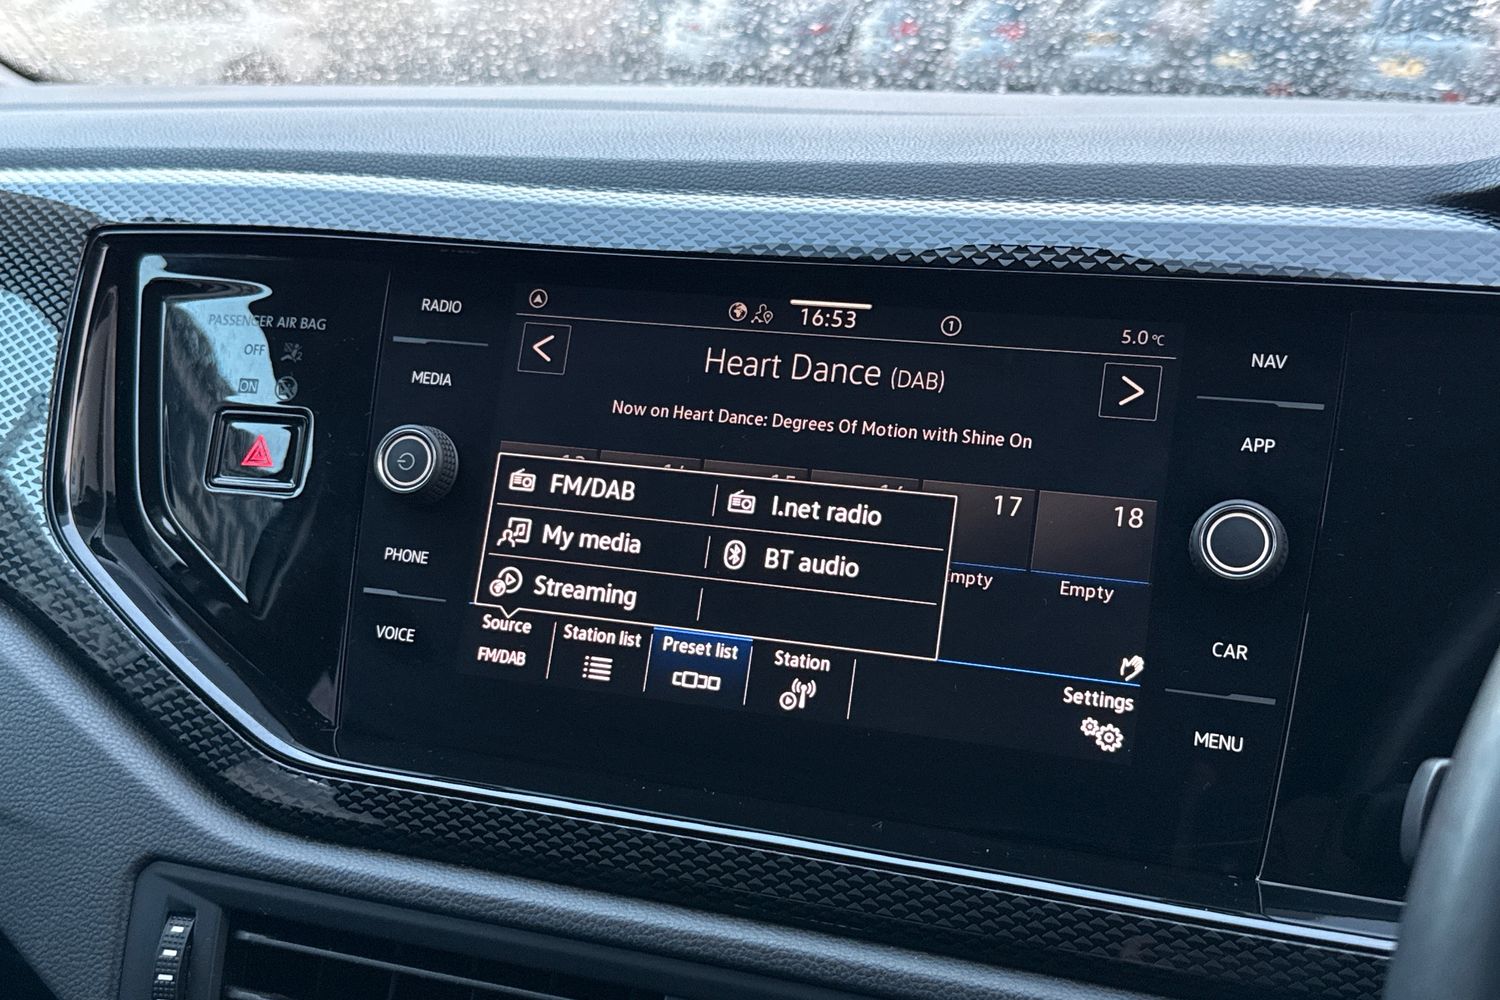 PASSENGER AIR BAG
OFF
ON
RADIO
MEDIA
PHONE
VOICE
16:53
1
5.0°C
Heart Dance (DAB)
Now on Heart Dance: Degrees Of Motion with Shine On
17
18
FM/DAB
I.net radio
My media
BT audio
Streaming
mpty
Empty
Source
FM/DAB
Station list
Preset list
Station
Settings
NAV
APP
CAR
MENU